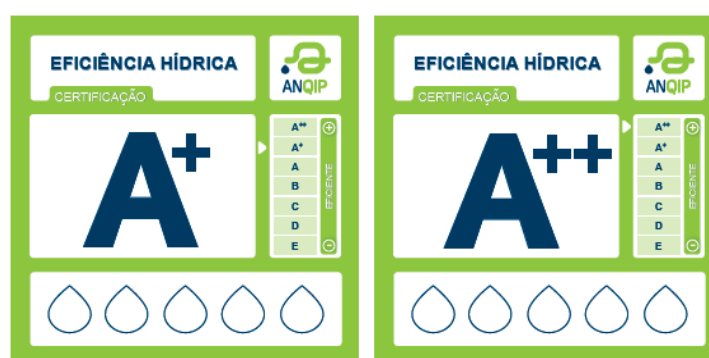 EFICIÊNCIA HÍDRICA
CERTIFICAÇÃO
ANQIP
A+
A++
A+
A
B
C
D
E
EFICIENTE
EFICIÊNCIA HÍDRICA
CERTIFICAÇÃO
ANQIP
A++
A++
A+
A
B
C
D
E
EFICIENTE